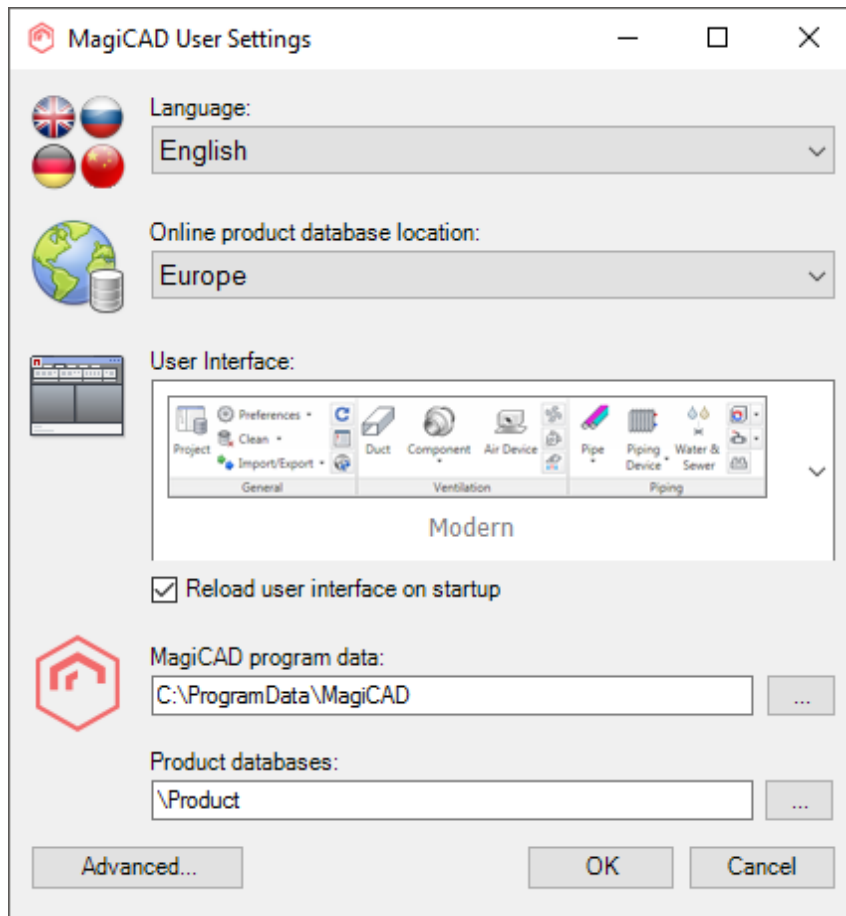 MagiCAD User Settings
Language:
English
Online product database location:
Europe
User Interface:
Project
Preferences
Clean
Import/Export
General
Duct
Component
Air Device
Ventilation
Pipe
Piping Device
Water & Sewer
Piping
Modern
Reload user interface on startup
MagiCAD program data:
C:\ProgramData\MagiCAD
...
Product databases:
\Product
...
Advanced...
OK
Cancel